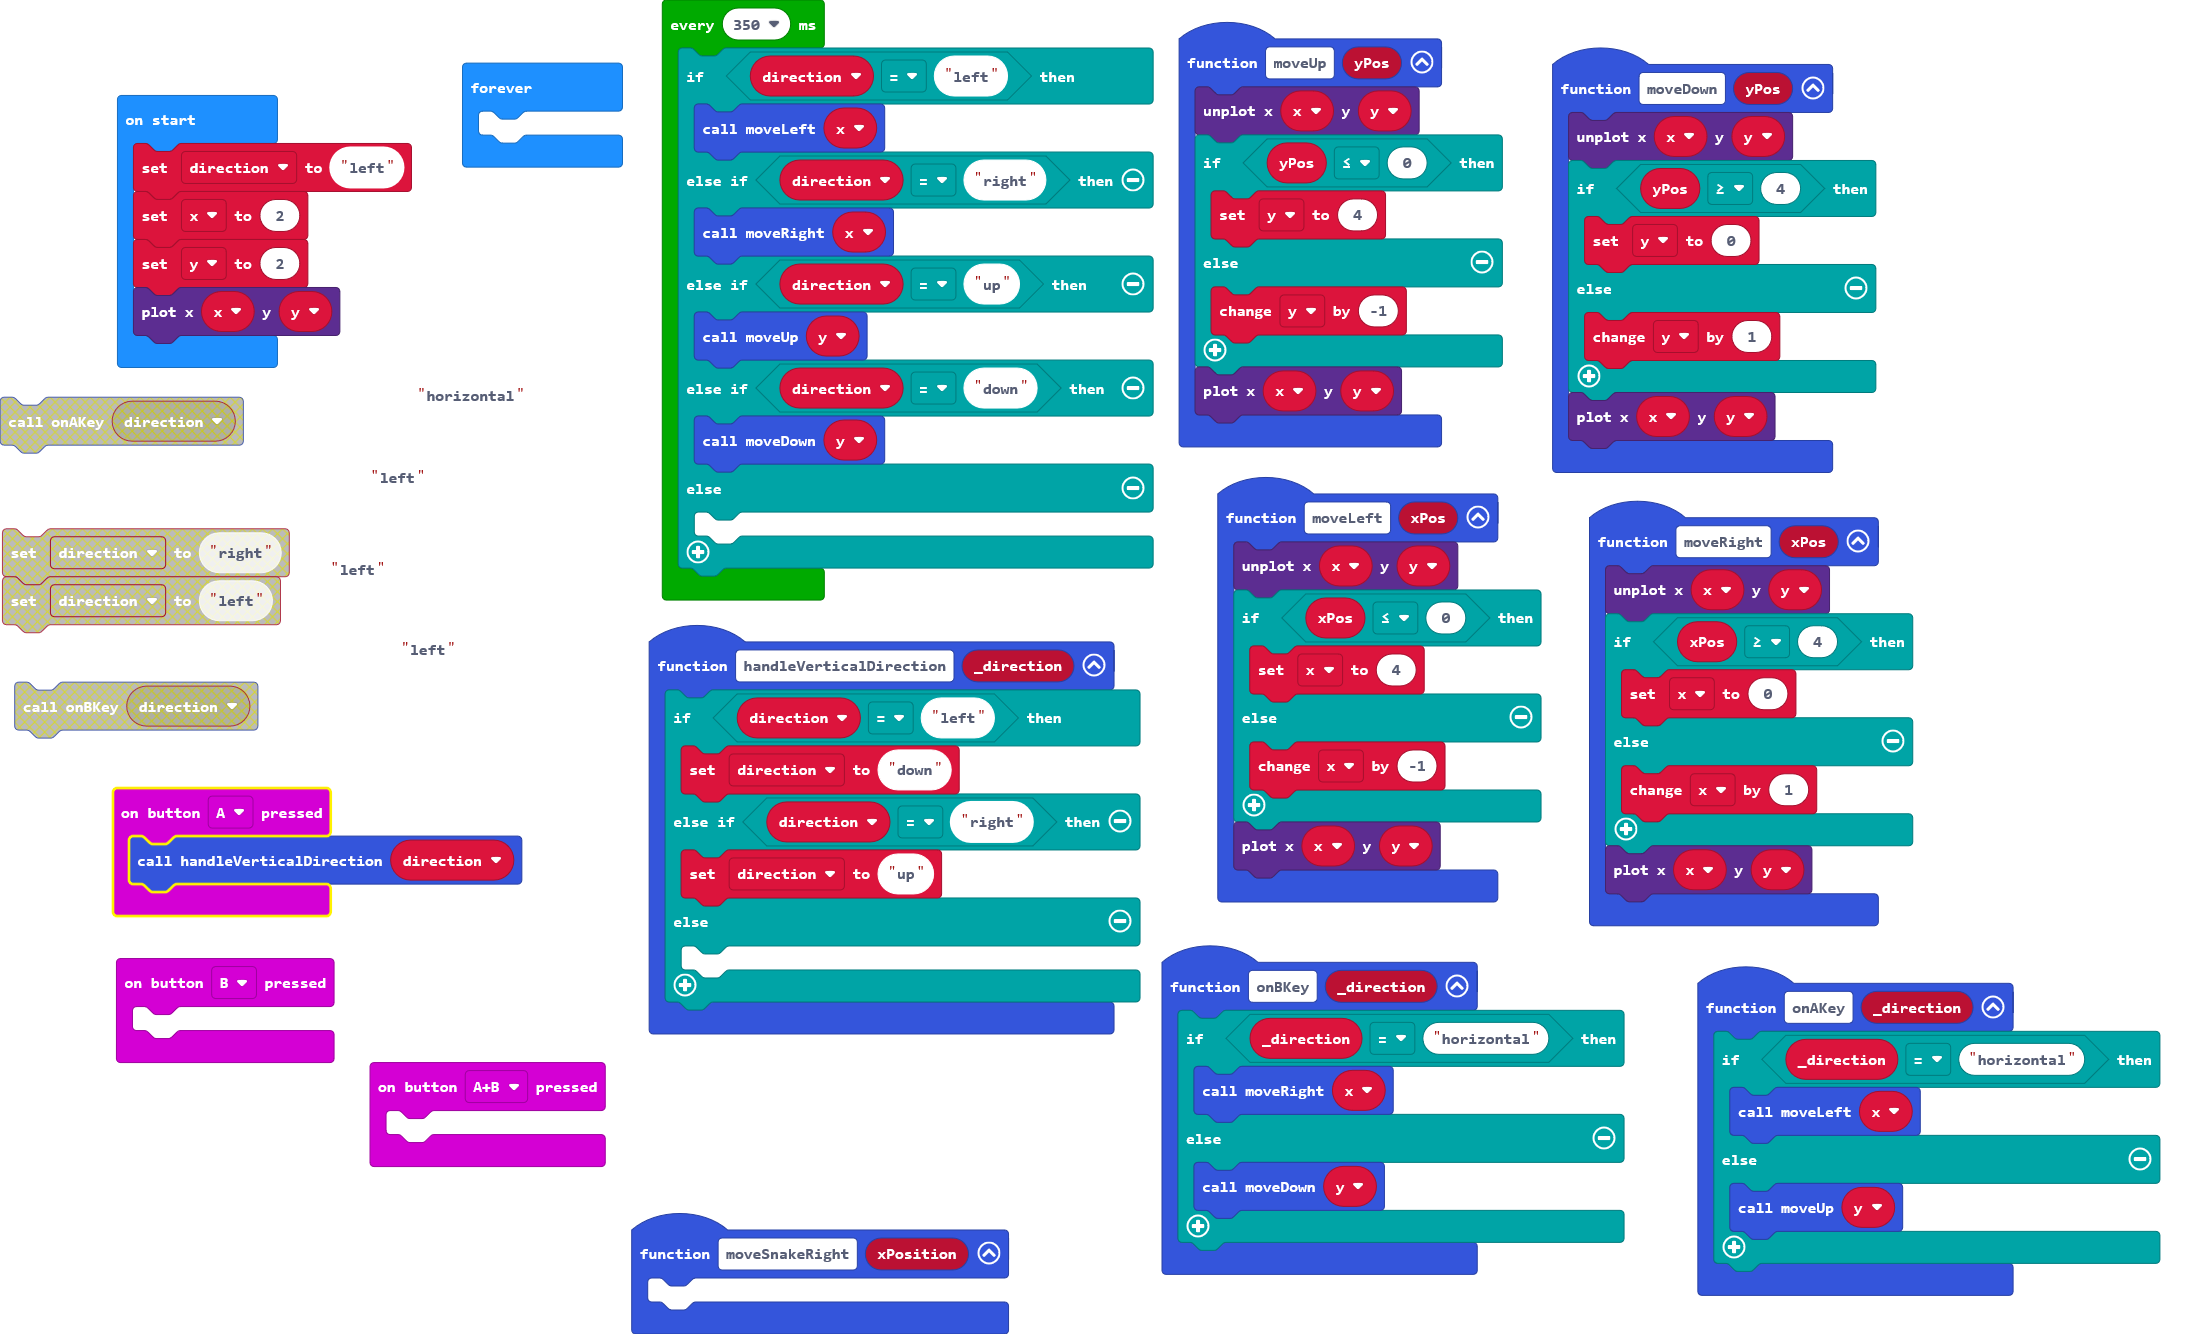 on start
set direction to "left"
set x to 2
set y to 2
plot x x y y
forever
"horizontal"
call onAKey direction
"left"
set direction to "right"
set direction to "left"
"left"
"left"
call onBKey direction
on button A pressed
call handleVerticalDirection direction
on button B pressed
on button A+B pressed
every 350 ms
if direction = "left" then
call moveLeft x
else if direction = "right" then
call moveRight x
else if direction = "up" then
call moveUp y
else if direction = "down" then
call moveDown y
else
function handleVerticalDirection _direction
if direction = "left" then
set direction to "down"
else if direction = "right" then
set direction to "up"
else
function moveSnakeRight xPosition
function moveUp yPos
unplot x x y y
if yPos ≤ 0 then
set y to 4
else
change y by -1
plot x x y y
function moveDown yPos
unplot x x y y
if yPos ≥ 4 then
set y to 0
else
change y by 1
plot x x y y
function moveLeft xPos
unplot x x y y
if xPos ≤ 0 then
set x to 4
else
change x by -1
plot x x y y
function moveRight xPos
unplot x x y y
if xPos ≥ 4 then
set x to 0
else
change x by 1
plot x x y y
function onBKey _direction
if _direction = "horizontal" then
call moveRight x
else
call moveDown y
function onAKey _direction
if _direction = "horizontal" then
call moveLeft x
else
call moveUp y